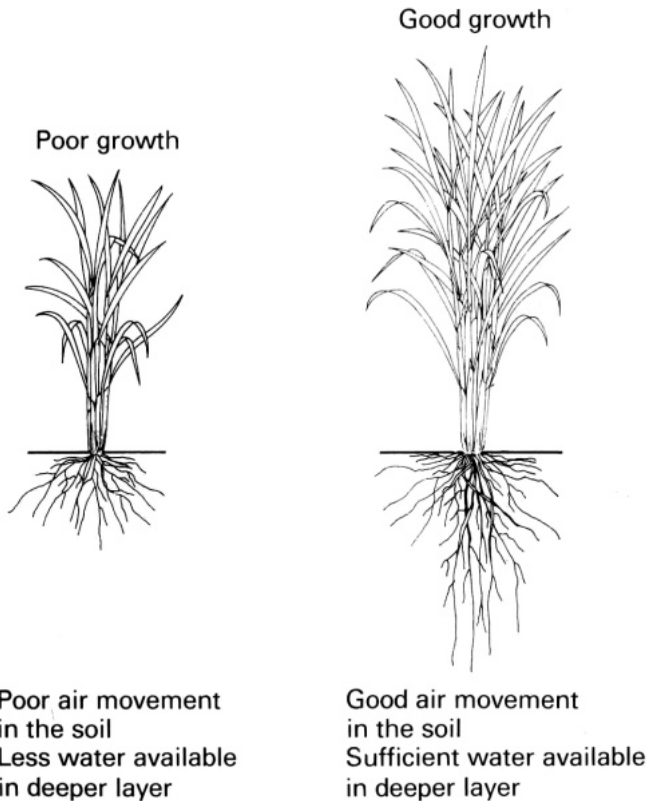 Good growth
Poor growth
Poor air movement
in the soil
Less water available
in deeper layer
Good air movement
in the soil
Sufficient water available
in deeper layer